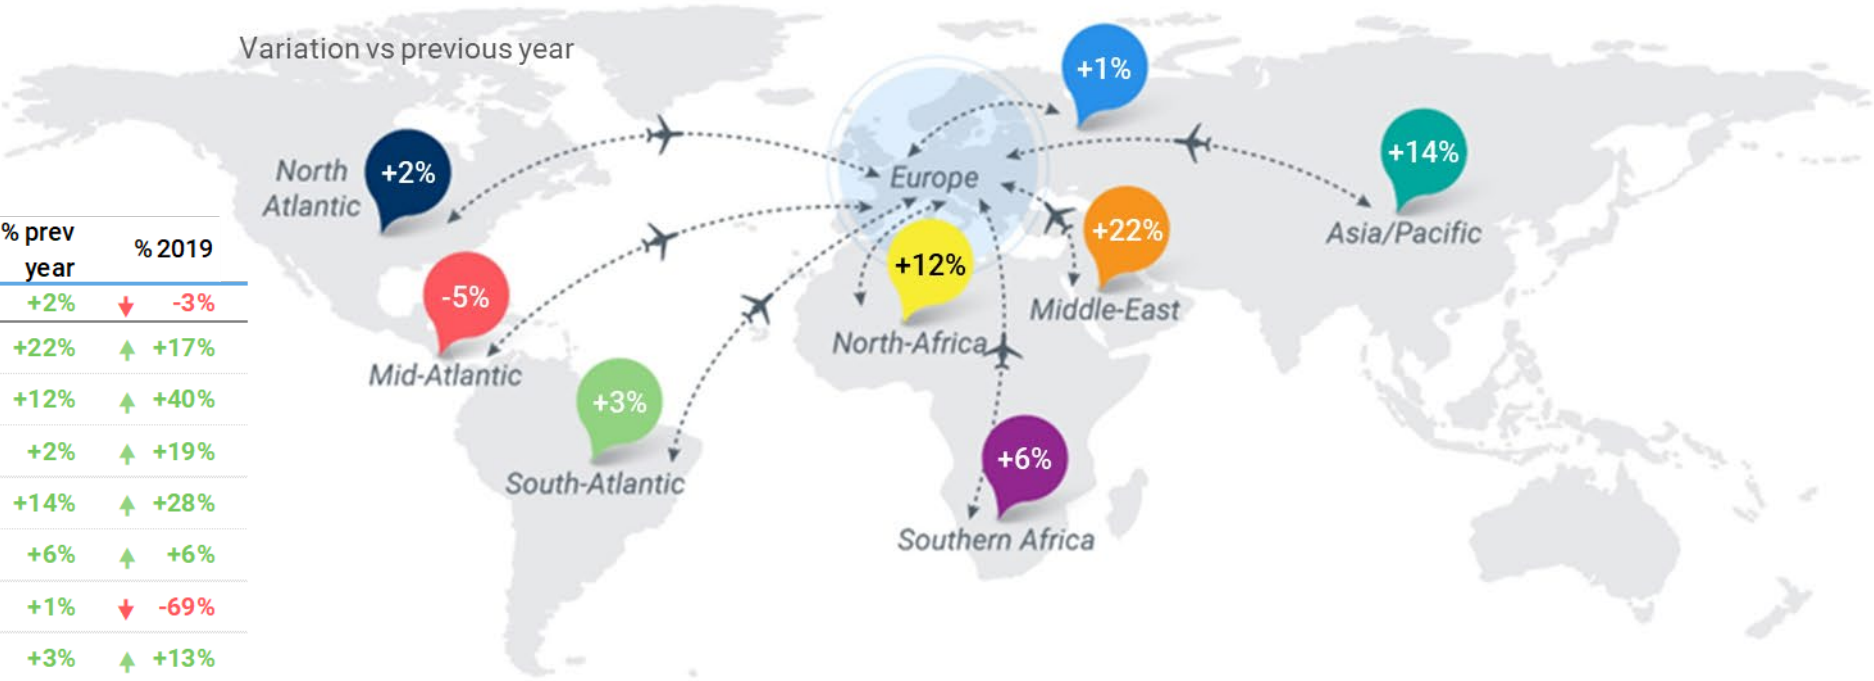 Variation vs previous year
% prev
year
% 2019
+2% -3%
+22% +17%
+12% +40%
+2% +19%
+14% +28%
+6% +6%
+1% -69%
+3% +13%
+1%
North
Atlantic
+2%
Europe
+14%
Asia/Pacific
+22%
Middle-East
+12%
North-Africa
-5%
Mid-Atlantic
+3%
South-Atlantic
+6%
Southern Africa